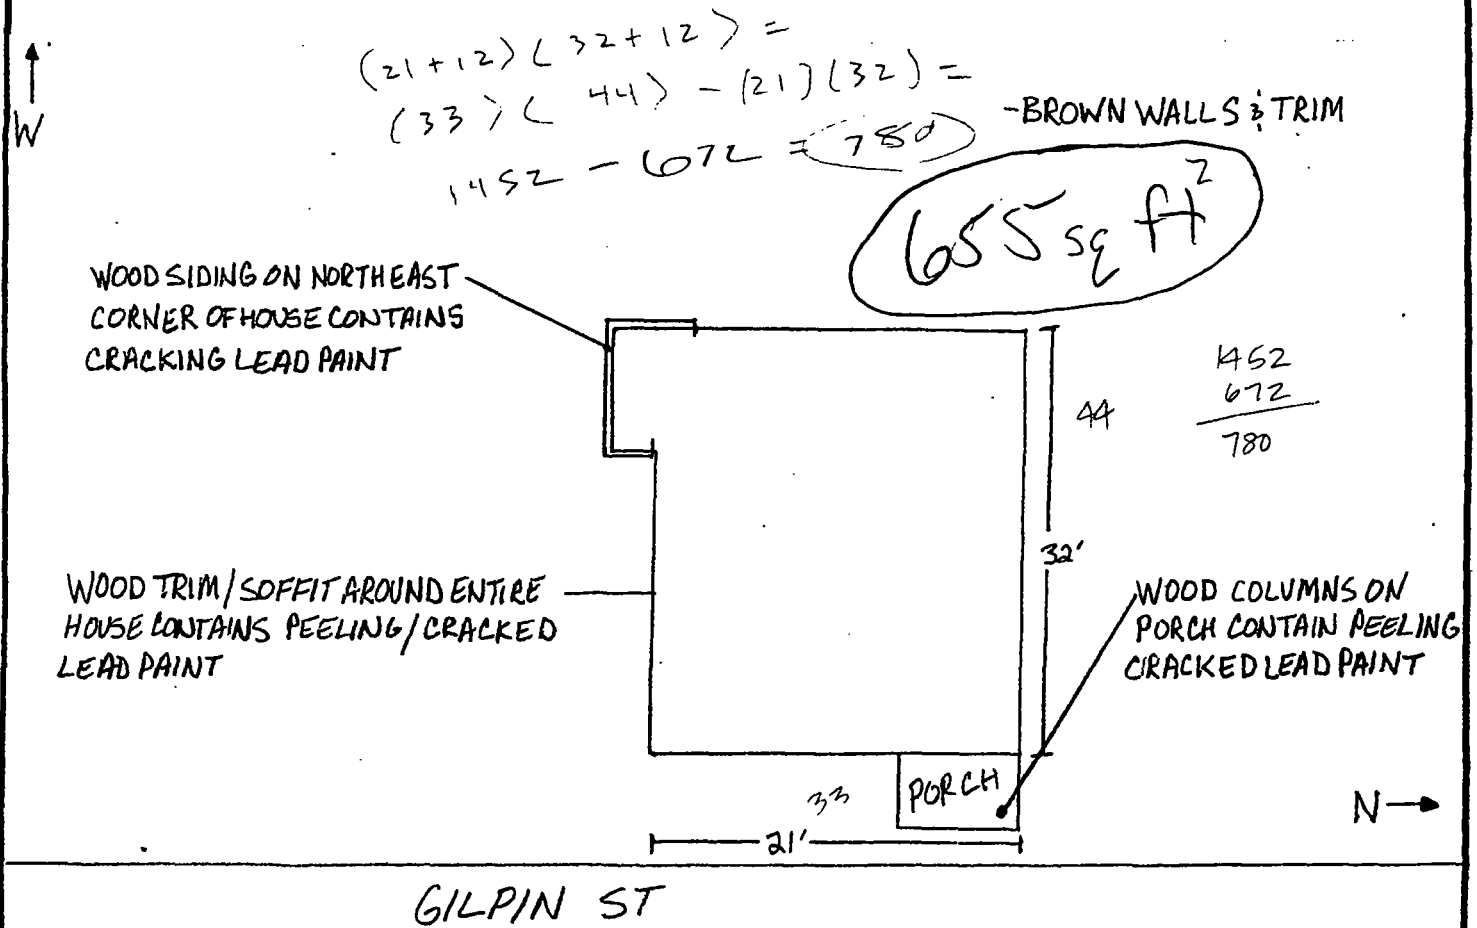 (21+12)(32+12) =
(33)(44) - (21)(32) =
1452 - 672 = 780
W
-BROWN WALLS & TRIM
655 sq ft²
WOOD SIDING ON NORTHEAST
CORNER OF HOUSE CONTAINS
CRACKING LEAD PAINT
44
1452
672
780
32'
WOOD TRIM/SOFFIT AROUND ENTIRE
HOUSE CONTAINS PEELING/CRACKED
LEAD PAINT
WOOD COLUMNS ON
PORCH CONTAIN PEELING
CRACKED LEAD PAINT
33
PORCH
N
21'
GILPIN ST